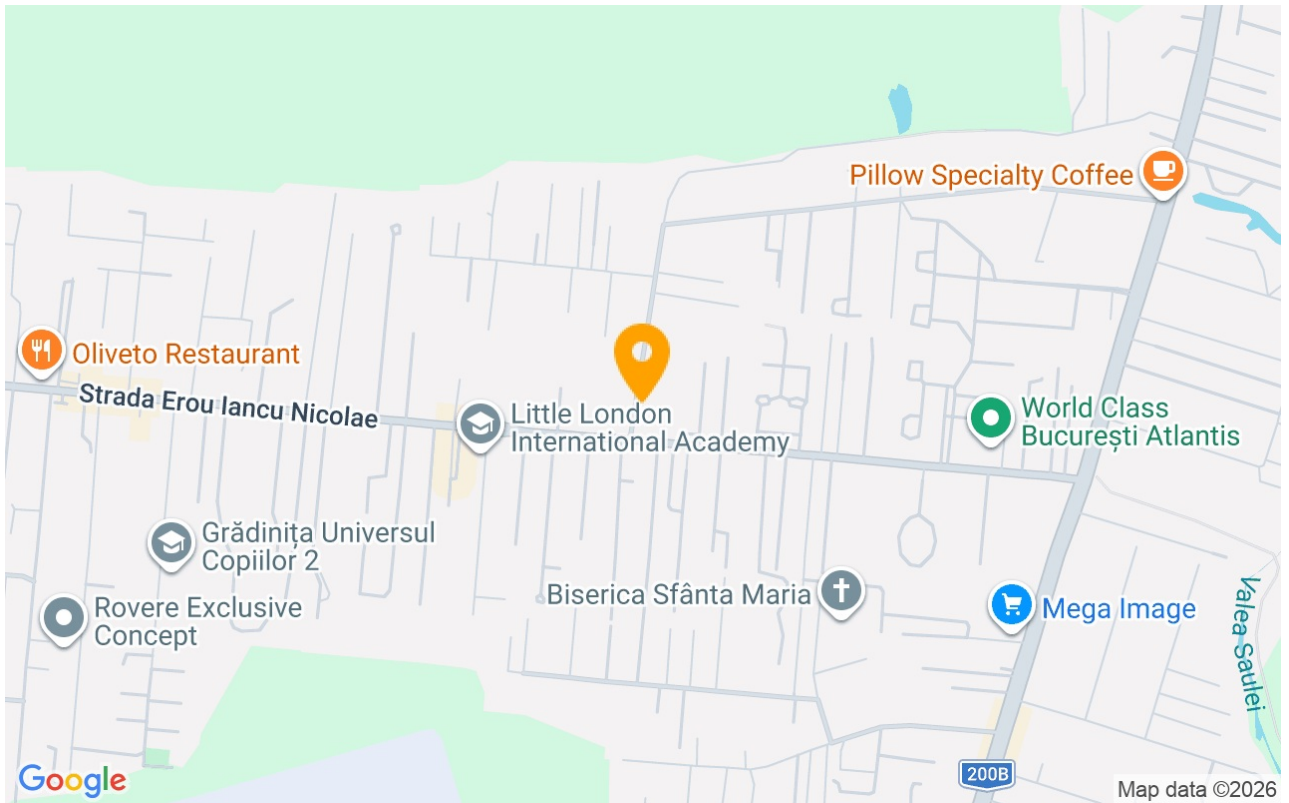 Pillow Specialty Coffee
Oliveto Restaurant
Strada Erou Iancu Nicolae
Little London
International Academy
World Class
București Atlantis
Grădinița Universul
Copiilor 2
Biserica Sfânta Maria
Rovere Exclusive
Concept
Mega Image
Valea Saulei
200B
Google
Map data ©2026